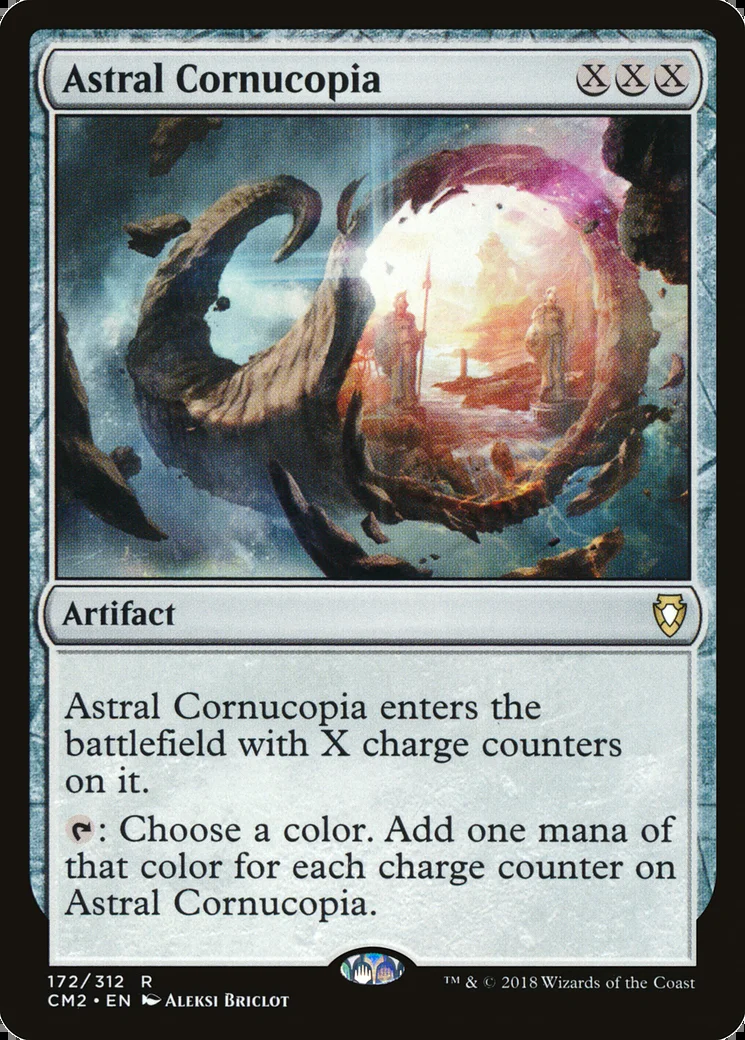 Astral Cornucopia XXX
Artifact
Astral Cornucopia enters the
battlefield with X charge counters
on it.
: Choose a color. Add one mana of
that color for each charge counter on
Astral Cornucopia.
172/312 R
CM2 • EN Aleksi Briclot
™ & © 2018 Wizards of the Coast